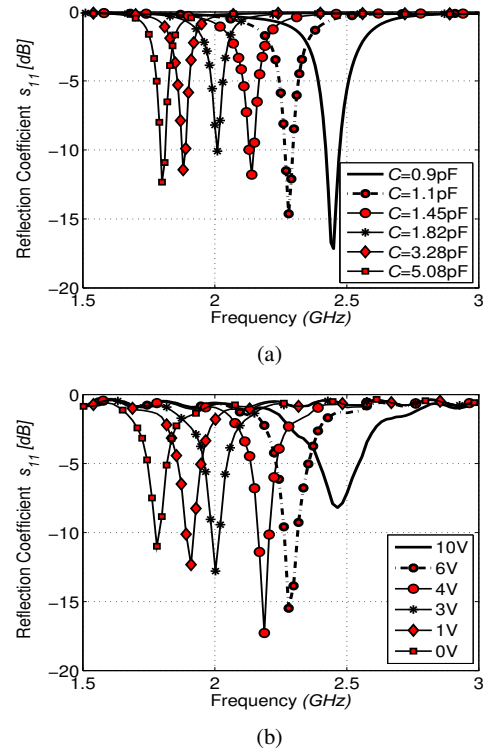 0
−5
−10
−15
−20
1.5
2
2.5
3
Reflection Coefficient s11 [dB]
Frequency (GHz)
C=0.9pF
C=1.1pF
C=1.45pF
C=1.82pF
C=3.28pF
C=5.08pF
(a)
0
−5
−10
−15
−20
1.5
2
2.5
3
Reflection Coefficient s11 [dB]
Frequency (GHz)
10V
6V
4V
3V
1V
0V
(b)